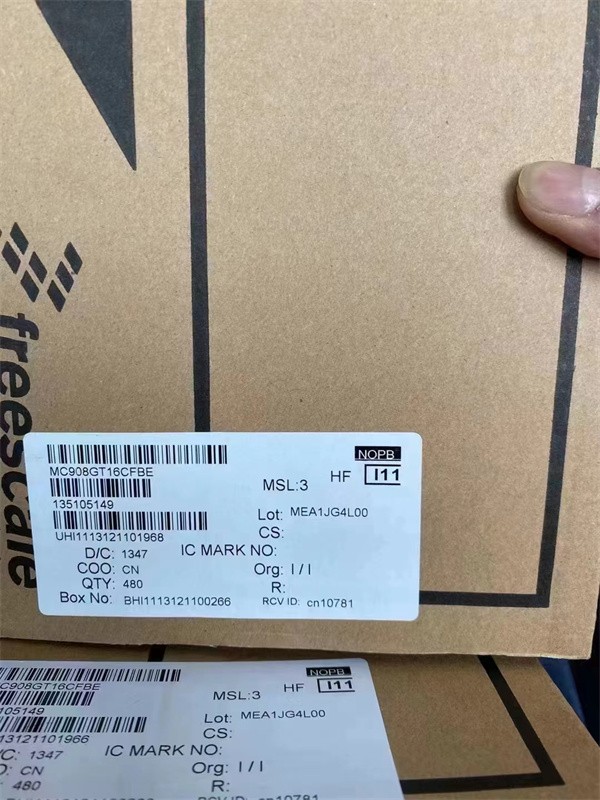 freescale
NOPB
MC908GT16CFBE
MSL:3 HF I11
135105149
Lot: MEA1JG4L00
UHI1113121101968
CS:
D/C: 1347 IC MARK NO:
COO: CN Org: I / I
QTY: 480 R:
Box No: BHI1113121100266 RCV ID: cn10781
NOPB
C908GT16CFBE
MSL:3 HF I11
105149
Lot: MEA1JG4L00
13121101966
CS:
/C: 1347 IC MARK NO:
O: CN Org: I / I
480 R:
cn10781